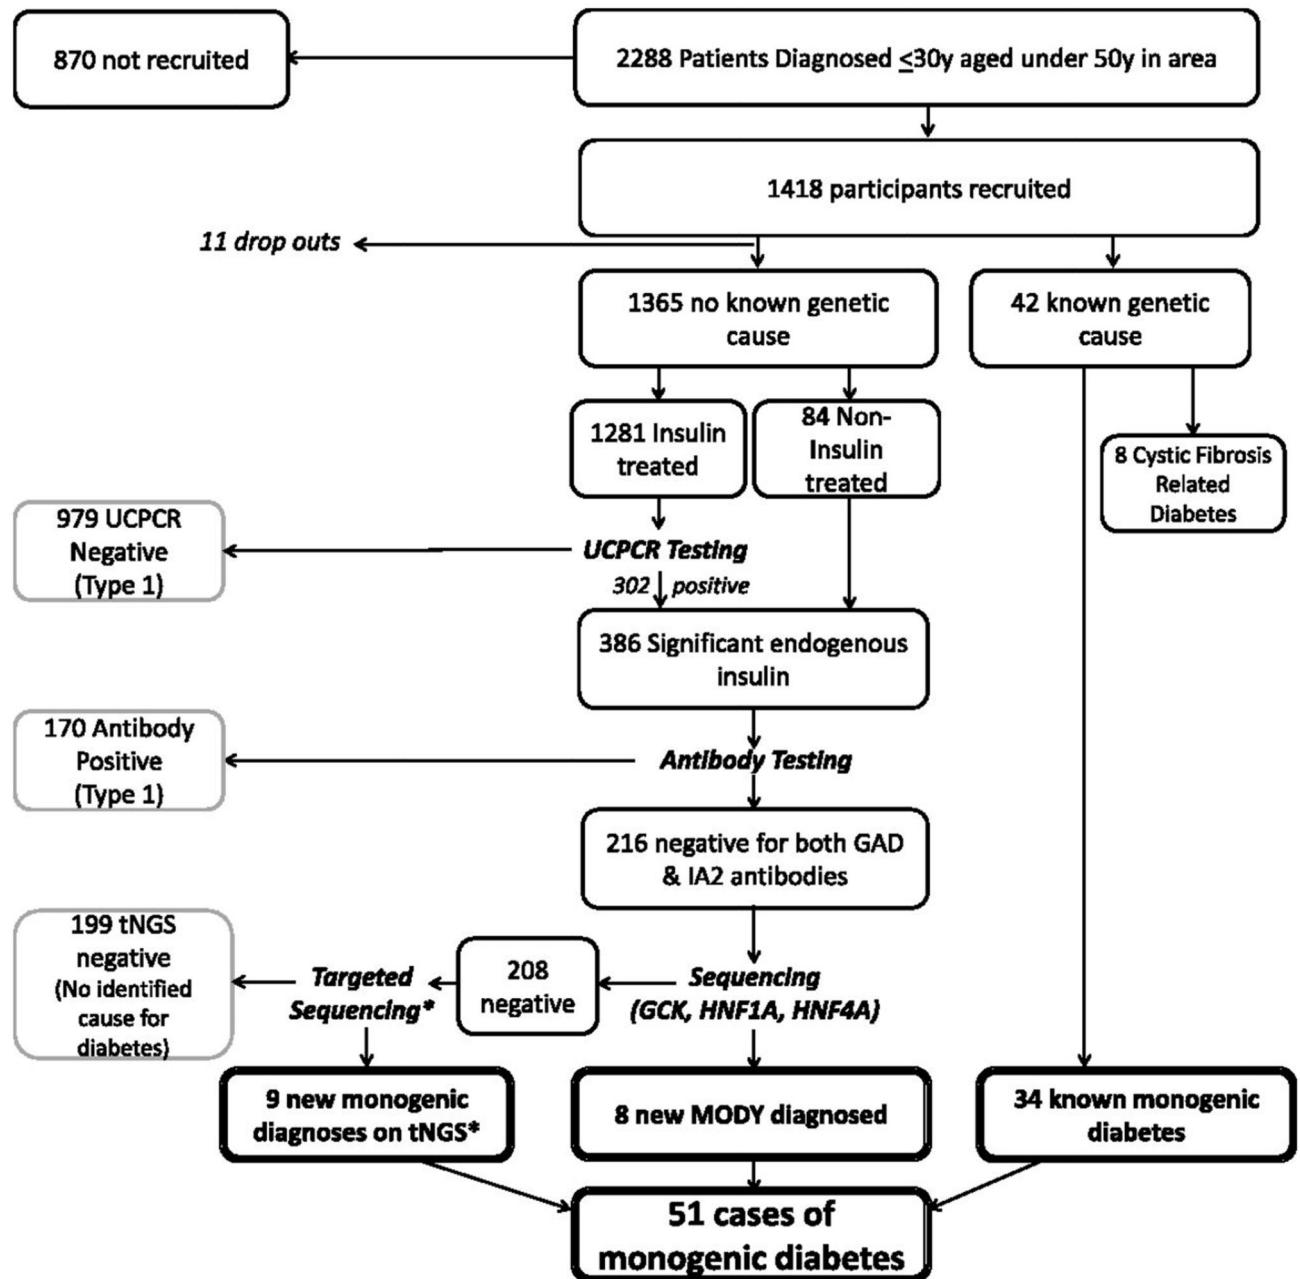 870 not recruited
2288 Patients Diagnosed ≤30y aged under 50y in area
1418 participants recruited
11 drop outs
1365 no known genetic
cause
42 known genetic
cause
1281 Insulin
treated
84 Non-
Insulin
treated
8 Cystic Fibrosis
Related
Diabetes
979 UCPCR
Negative
(Type 1)
UCPCR Testing
302 positive
386 Significant endogenous
insulin
170 Antibody
Positive
(Type 1)
Antibody Testing
216 negative for both GAD
& IA2 antibodies
199 tNGS
negative
(No identified
cause for
diabetes)
Targeted
Sequencing*
208
negative
Sequencing
(GCK, HNF1A, HNF4A)
9 new monogenic
diagnoses on tNGS*
8 new MODY diagnosed
34 known monogenic
diabetes
51 cases of
monogenic diabetes